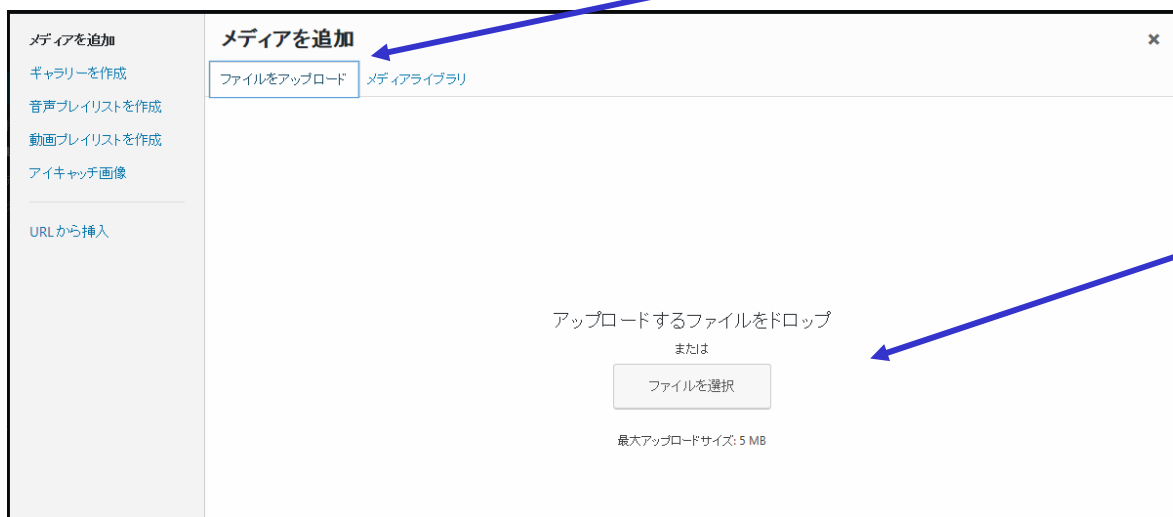 メディアを追加
ギャラリーを作成
音声プレイリストを作成
動画プレイリストを作成
アイキャッチ画像
URLから挿入
メディアを追加
ファイルをアップロード メディアライブラリ
アップロードするファイルをドロップ
または
ファイルを選択
最大アップロードサイズ: 5 MB